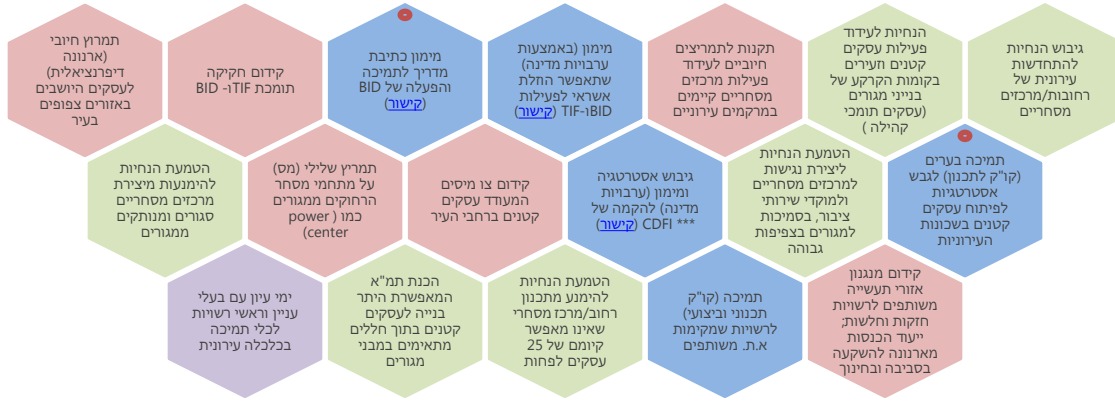 גיבוש הנחיות
להתחדשות
עירונית של
רחובות/מרכזים
מסחריים
הנחיות לעידוד
פעילות עסקים
קטנים וזעירים
בקומות הקרקע של
בנייני מגורים
(עסקים תומכי
קהילה )
תקנות לתמריצים
חיוביים לעידוד
פעילות מרכזים
מסחריים קיימים
במרקמים עירוניים
מימון (באמצעות
ערבויות מדינה)
שתאפשר הוזלת
אשראי לפעילות
BIDו-TIF (קישור)
מימון כתיבת
מדריך לתמיכה
והפעלה של BID
(קישור)
קידום חקיקה
תומכת TIFו- BID
תמרוץ חיובי
(ארנונה
דיפרנציאלית)
לעסקים היושבים
באזורים צפופים
בעיר
תמיכה בערים
(קו"ק לתכנון) לגבש
אסטרטגיות
לפיתוח עסקים
קטנים בשכונות
העירוניות
הטמעת הנחיות
ליצירת נגישות
למרכזים מסחריים
ולמוקדי שירותי
ציבור, בסמיכות
למגורים בצפיפות
גבוהה
גיבוש אסטרטגיה
ומימון (ערבויות
מדינה) להקמה של
CDFI *** (קישור)
קידום צו מיסים
המעודד עסקים
קטנים ברחבי העיר
תמריץ שלילי (מס)
על מתחמי מסחר
הרחוקים ממגורים
כמו ( power
center)
הטמעת הנחיות
להימנעות מיצירת
מרכזים מסחריים
סגורים ומנותקים
ממגורים
קידום מנגנון
אזורי תעשייה
משותפים לרשויות
חזקות וחלשות;
ייעוד הכנסות
מארנונה להשקעה
בסביבה ובחינוך
תמיכה (קו"ק
תכנוני וביצועי)
לרשויות שמקימות
א.ת. משותפים
הטמעת הנחיות
להימנע מתכנון
רחוב/מרכז מסחרי
שאינו מאפשר
קיומם של 25
עסקים לפחות
הכנת תמ"א
המאפשרת היתר
בנייה לעסקים
קטנים בתוך חללים
מתאימים במבני
מגורים
ימי עיון עם בעלי
עניין וראשי רשויות
לכלי תמיכה
בכלכלה עירונית